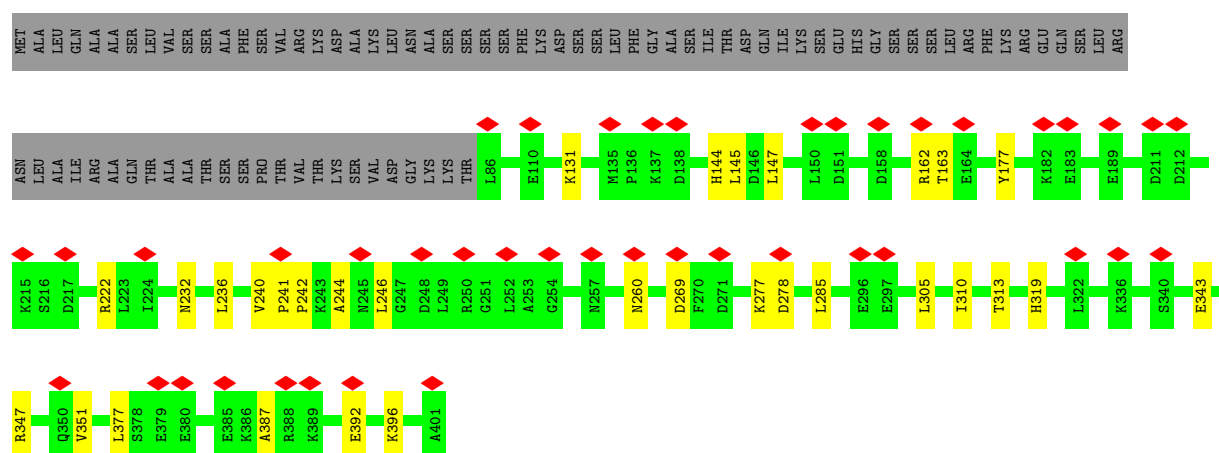 MET ALA LEU GLN ALA ALA SER LEU VAL SER SER ALA PHE SER VAL ARG LYS ASP ALA LYS LEU ASN ALA SER SER SER SER PHE LYS ASP SER SER LEU PHE GLY ALA SER ILE THR ASP GLN ILE LYS SER GLU HIS GLY SER SER SER LEU ARG PHE LYS ARG GLU GLN SER LEU ARG
ASN LEU ALA ILE ARG ALA GLN THR ALA ALA THR SER SER PRO THR VAL THR LYS SER VAL ASP GLY LYS LYS THR L86 E110 K131 M135 P136 K137 D138 H144 L145 D146 L147 L150 D151 D158 R162 T163 E164 Y177 K182 E183 E189 D211 D212
K215 S216 D217 R222 L223 I224 N232 L236 V240 P241 P242 K243 A244 N245 L246 G247 D248 L249 R250 G251 L252 A253 G254 N257 N260 D269 F270 D271 K277 D278 L285 E296 E297 L305 I310 T313 H319 L322 K336 S340 E343
R347 Q350 V351 L377 S378 E379 E380 E385 K386 A387 R388 K389 E392 K396 A401